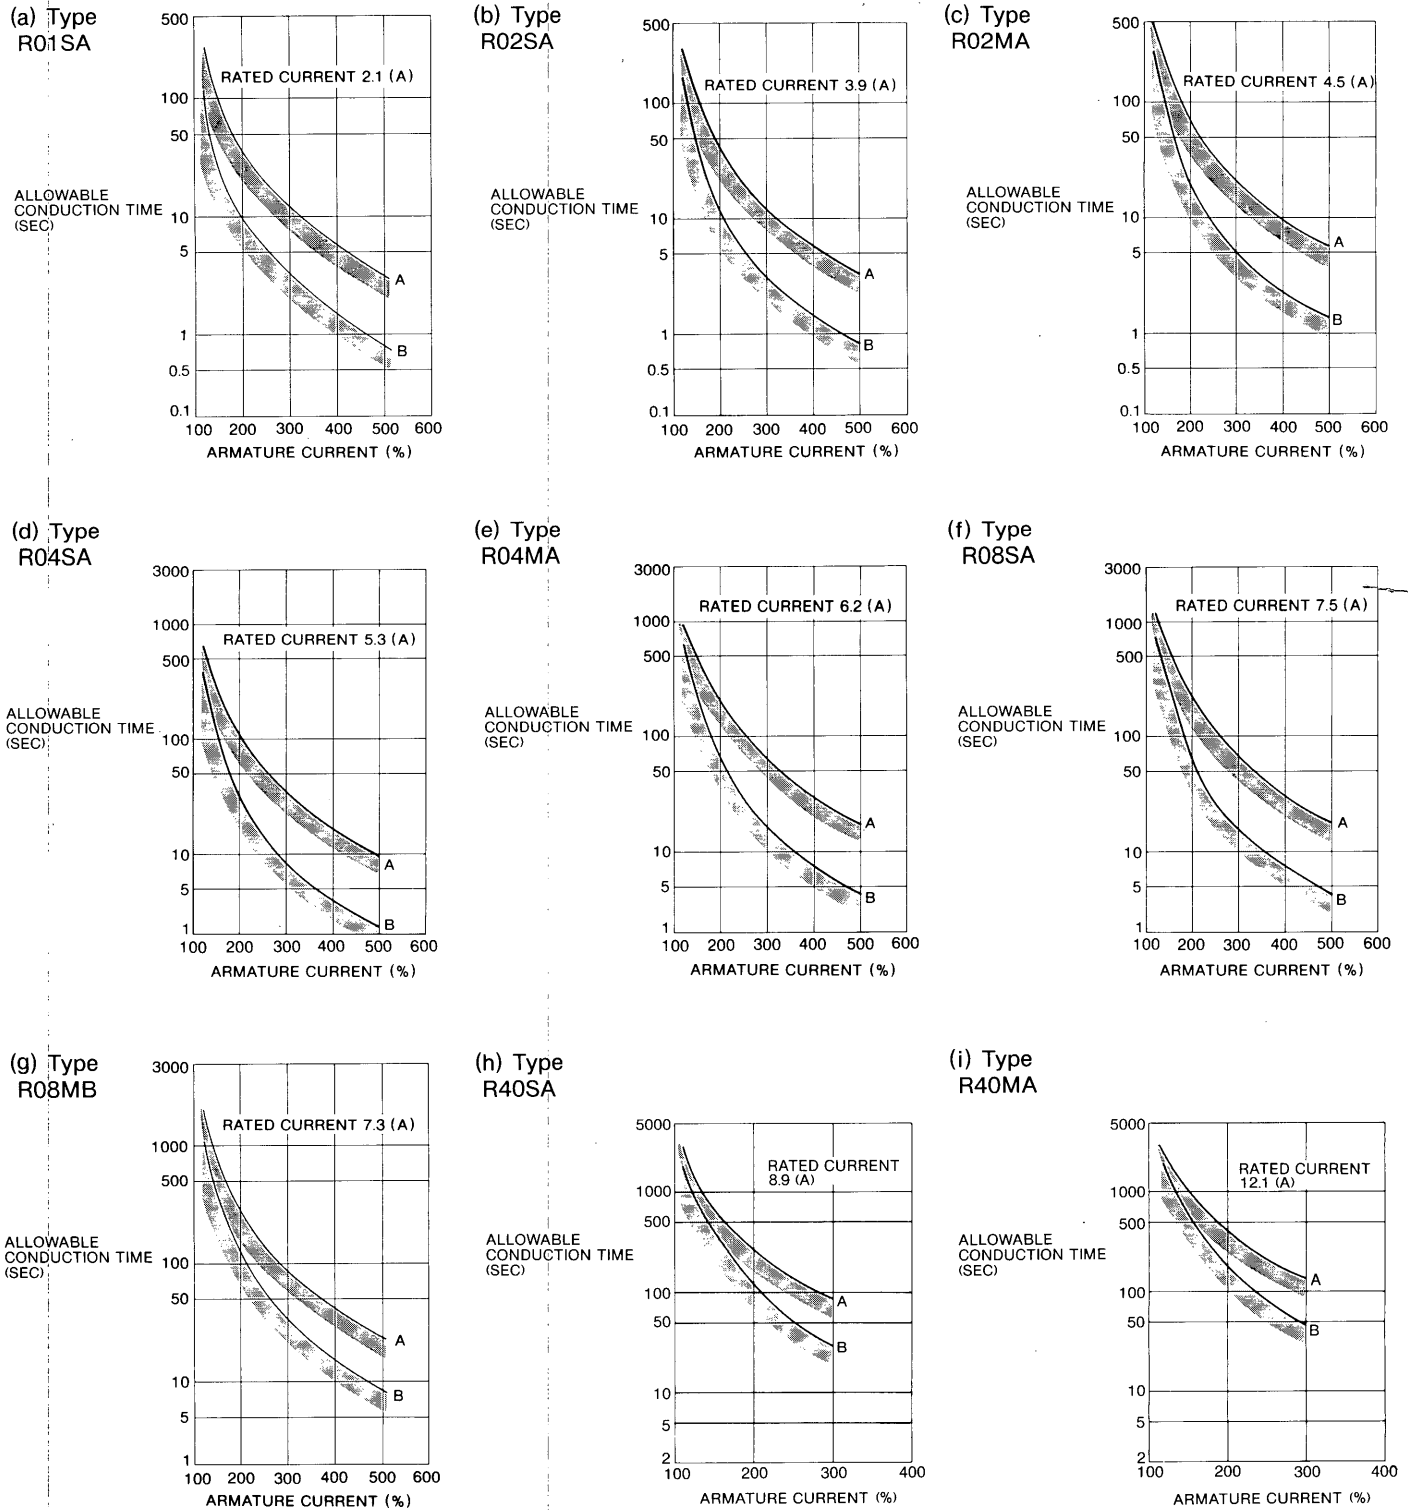 (a) Type
R01SA
500
RATED CURRENT 2.1 (A)
100
50
ALLOWABLE
CONDUCTION TIME
(SEC)
10
5
A
1
B
0.5
0.1
100 200 300 400 500 600
ARMATURE CURRENT (%)
(b) Type
R02SA
500
RATED CURRENT 3.9 (A)
100
50
ALLOWABLE
CONDUCTION TIME
(SEC)
10
5
A
1
B
0.5
0.1
100 200 300 400 500 600
ARMATURE CURRENT (%)
(c) Type
R02MA
500
RATED CURRENT 4.5 (A)
100
50
ALLOWABLE
CONDUCTION TIME
(SEC)
10
A
5
B
1
0.5
0.1
100 200 300 400 500 600
ARMATURE CURRENT (%)
(d) Type
R04SA
3000
1000
RATED CURRENT 5.3 (A)
500
ALLOWABLE
CONDUCTION TIME
(SEC)
100
50
10
A
5
B
1
100 200 300 400 500 600
ARMATURE CURRENT (%)
(e) Type
R04MA
3000
RATED CURRENT 6.2 (A)
1000
500
ALLOWABLE
CONDUCTION TIME
(SEC)
100
50
A
10
5
B
1
100 200 300 400 500 600
ARMATURE CURRENT (%)
(f) Type
R08SA
3000
RATED CURRENT 7.5 (A)
1000
500
ALLOWABLE
CONDUCTION TIME
(SEC)
100
50
A
10
5
B
1
100 200 300 400 500 600
ARMATURE CURRENT (%)
(g) Type
R08MB
3000
RATED CURRENT 7.3 (A)
1000
500
ALLOWABLE
CONDUCTION TIME
(SEC)
100
50
A
10
B
5
1
100 200 300 400 500 600
ARMATURE CURRENT (%)
(h) Type
R40SA
5000
RATED CURRENT
8.9 (A)
1000
500
ALLOWABLE
CONDUCTION TIME
(SEC)
100
A
50
B
10
5
2
100 200 300 400
ARMATURE CURRENT (%)
(i) Type
R40MA
5000
RATED CURRENT
12.1 (A)
1000
500
ALLOWABLE
CONDUCTION TIME
(SEC)
A
100
50
B
10
5
2
100 200 300 400
ARMATURE CURRENT (%)